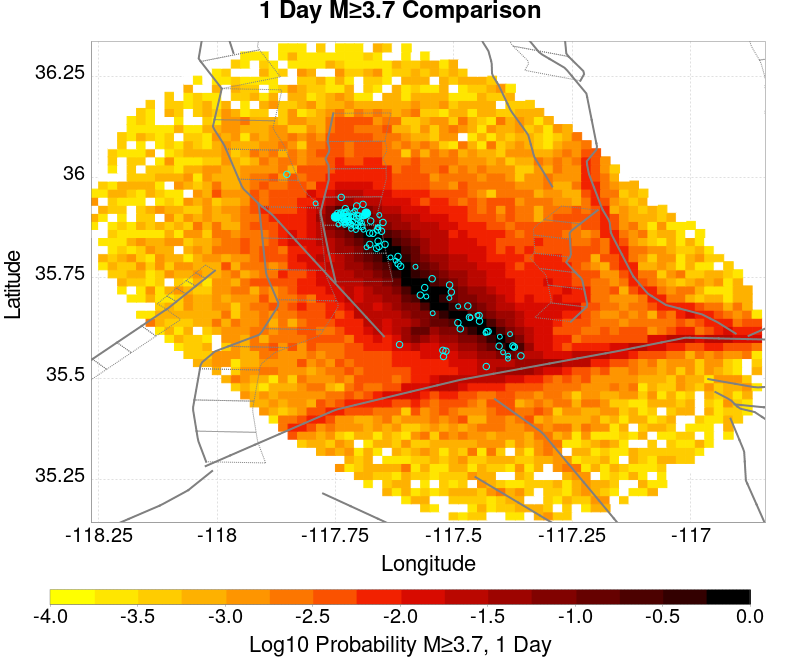 1 Day M≥3.7 Comparison
36.25
36
35.75
35.5
35.25
Latitude
-118.25 -118 -117.75 -117.5 -117.25 -117
Longitude
-4.0 -3.5 -3.0 -2.5 -2.0 -1.5 -1.0 -0.5 0.0
Log10 Probability M≥3.7, 1 Day